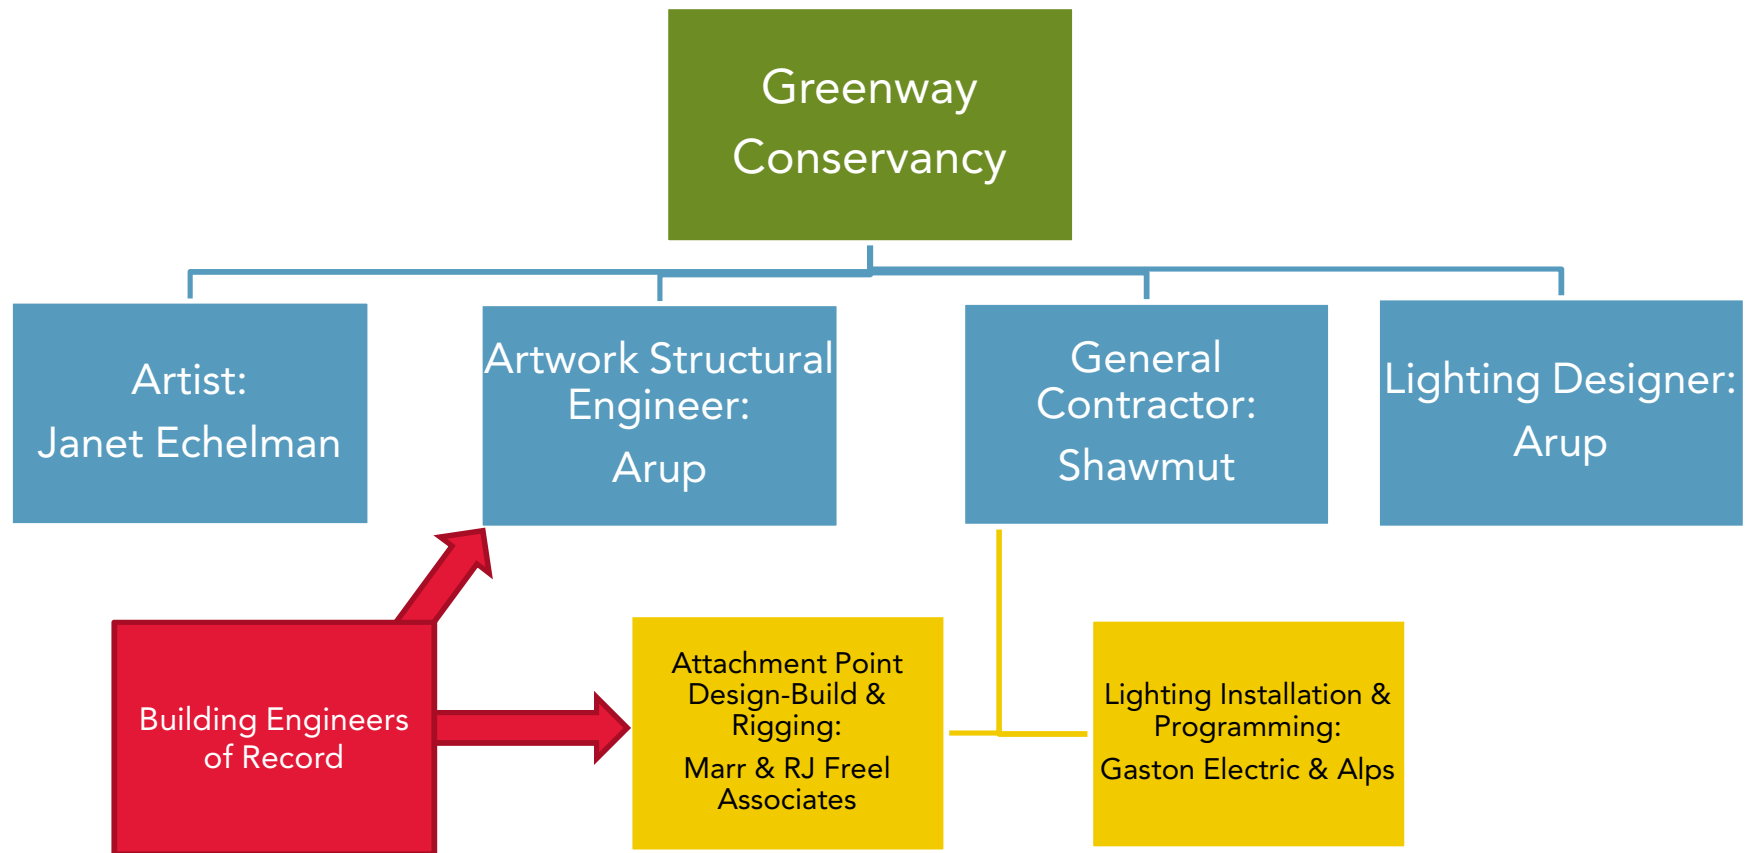 Greenway
Conservancy
Artist:
Janet Echelman
Artwork Structural
Engineer:
Arup
General
Contractor:
Shawmut
Lighting Designer:
Arup
Building Engineers
of Record
Attachment Point
Design-Build &
Rigging:
Marr & RJ Freel
Associates
Lighting Installation &
Programming:
Gaston Electric & Alps